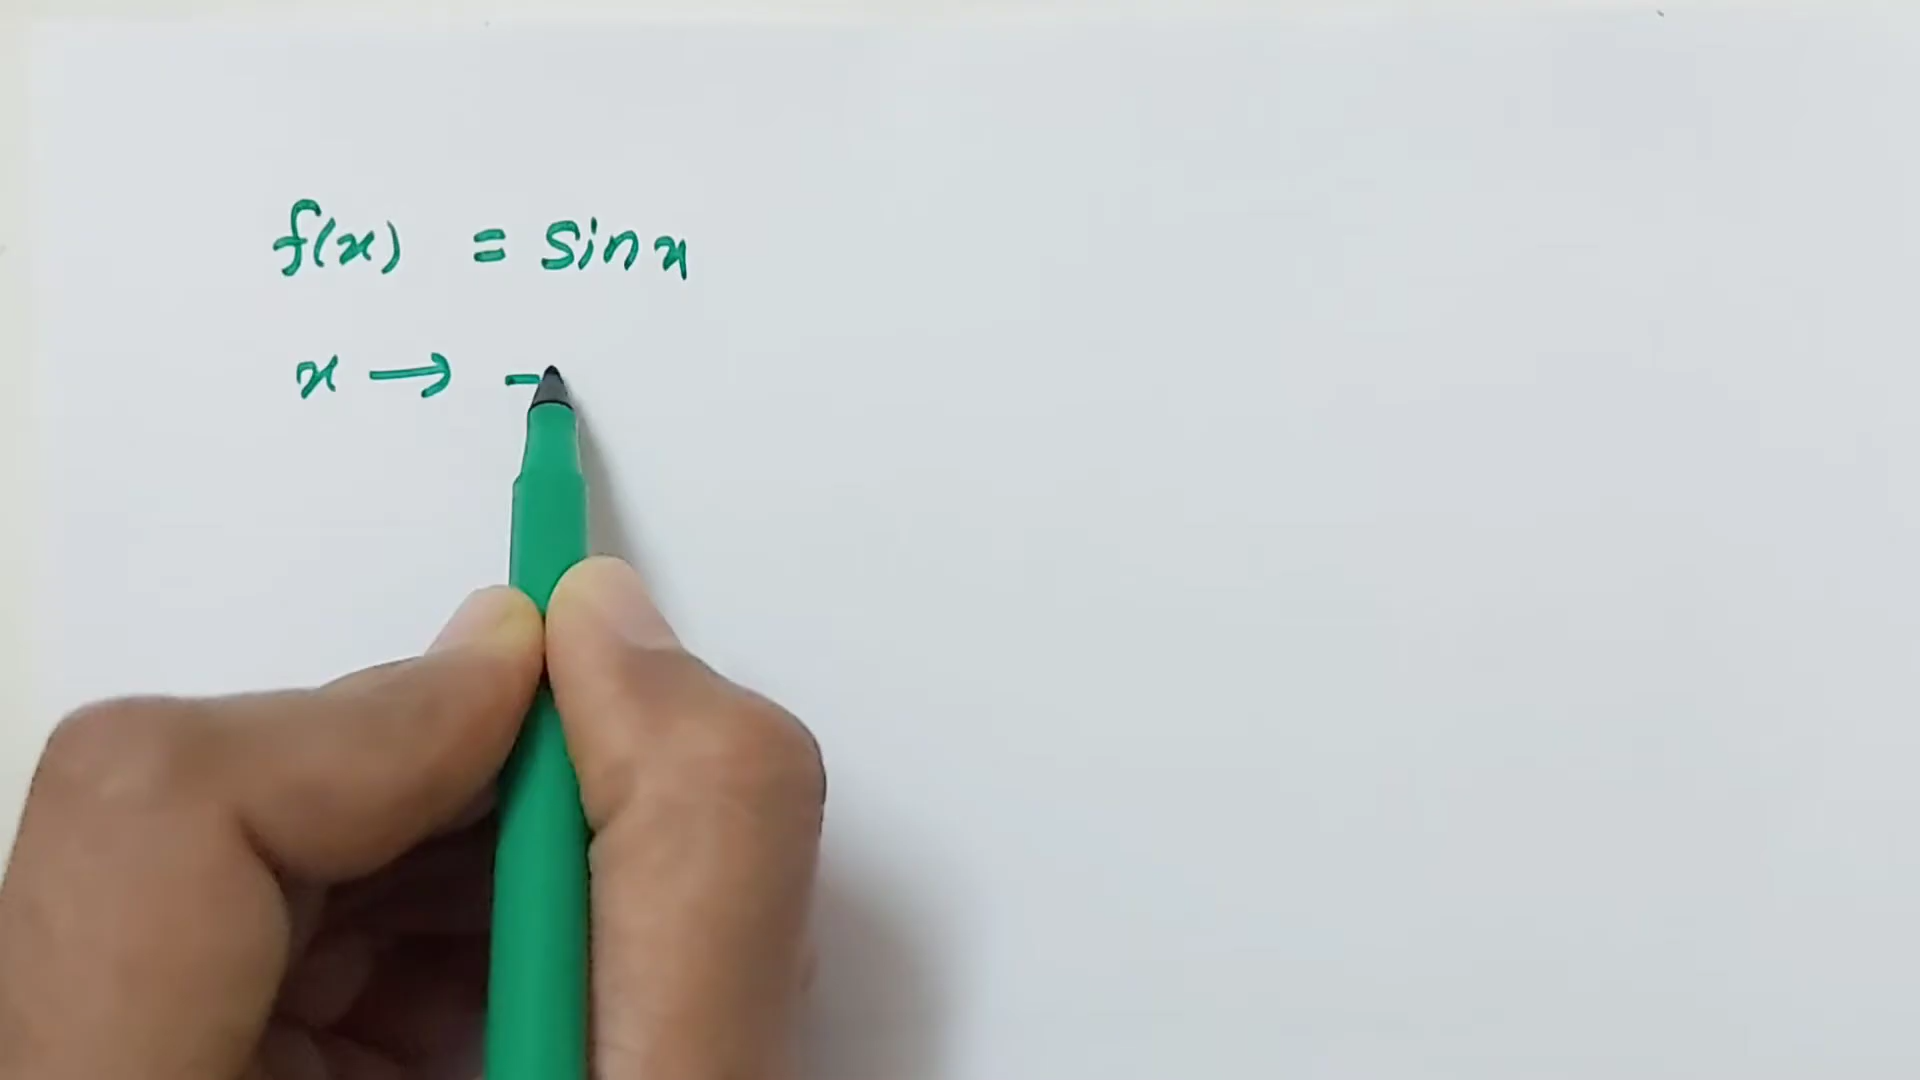 f(x) = sin x
x → -